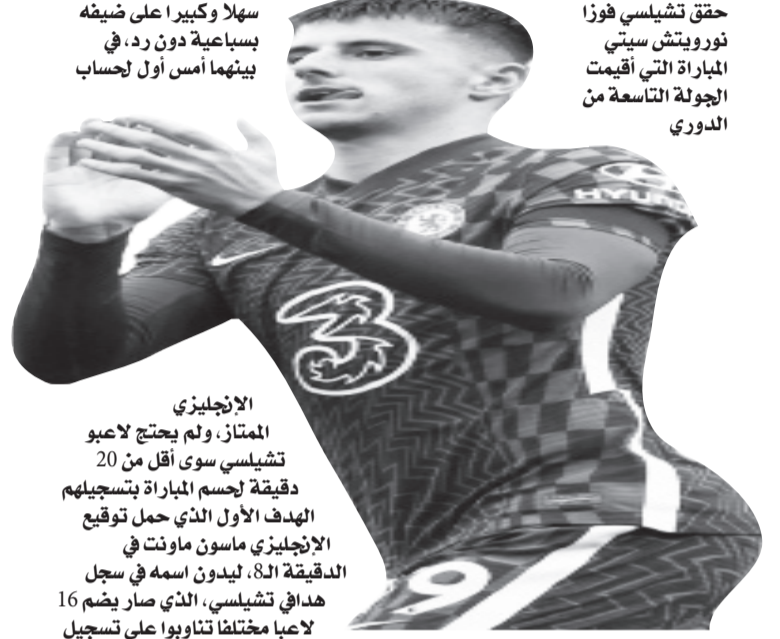 حقق تشيلسي فوزا
سهلا وكبيرا على ضيفه
نورويتش سيتي
بسباعية دون رد، في
المباراة التي أقيمت
بينهما أمس أول لحساب
الجولة التاسعة من
الدوري
الإنجليزي
الممتاز، ولم يحتج لاعبو
تشيلسي سوى أقل من 20
دقيقة لحسم المباراة بتسجيلهم
الهدف الأول الذي حمل توقيع
الإنجليزي ماسون ماونت في
الدقيقة الـ8، ليدون اسمه في سجل
هدافي تشيلسي، الذي صار يضم 16
لاعبا مختلفا تناوبوا على تسجيل
HYUND
3
9